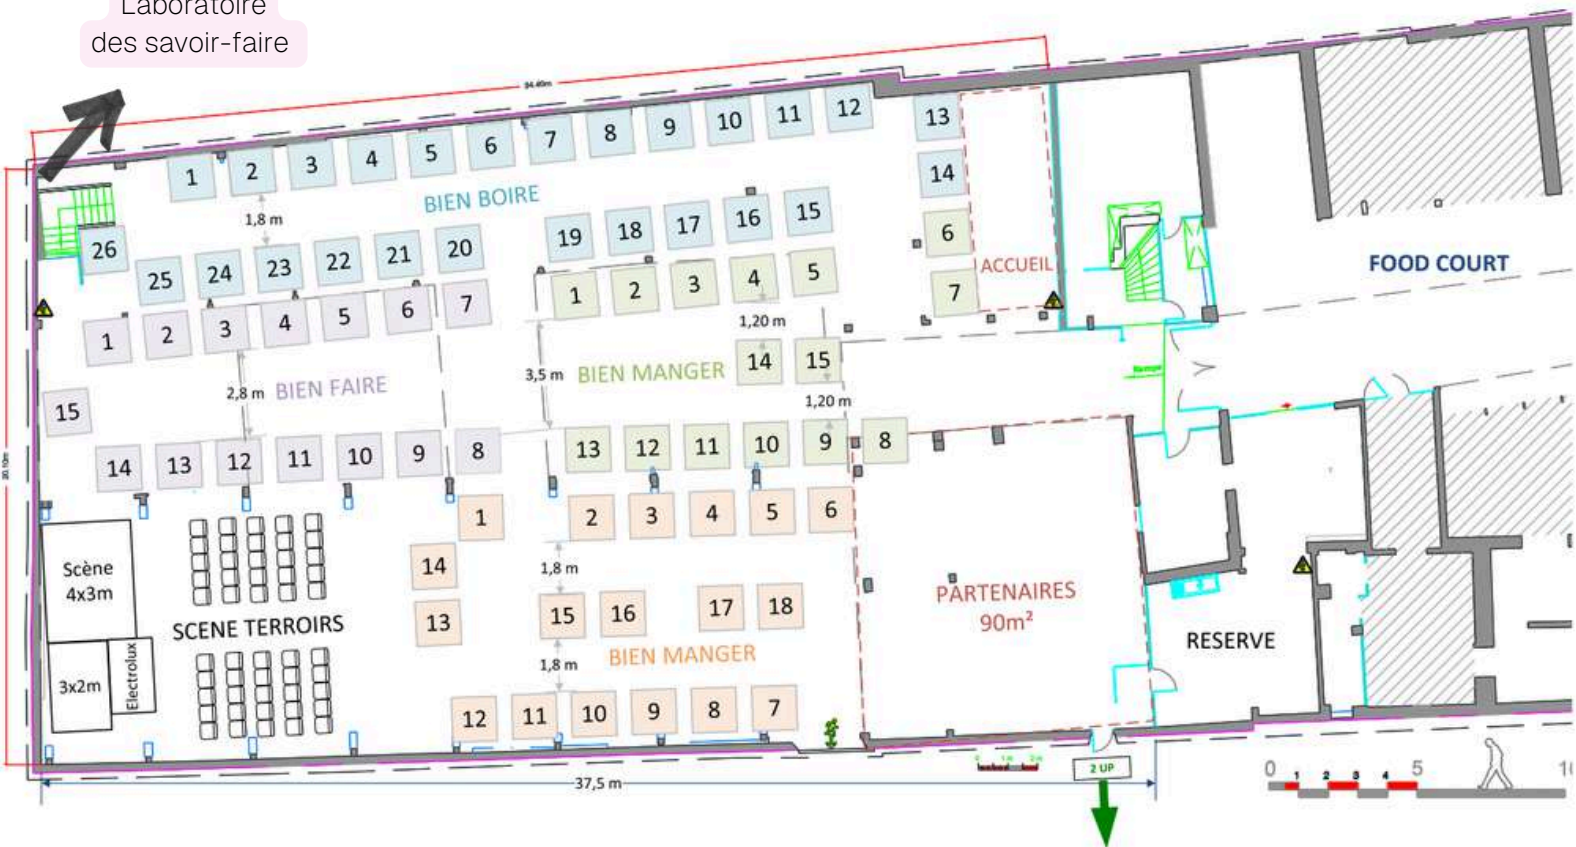 Laboratoire
des savoir-faire
1 2 3 4 5 6 7 8 9 10 11 12 13
14
BIEN BOIRE
1,8 m
26 25 24 23 22 21 20 19 18 17 16 15
6
7
ACCUEIL
FOOD COURT
1 2 3 4 5 6 7
1 2 3 4 5
1,20 m
14 15
1,20 m
3,5 m
BIEN MANGER
2,8 m
BIEN FAIRE
15
14 13 12 11 10 9 8
13 12 11 10 9 8
1 2 3 4 5 6
14
13
1,8 m
15 16 17 18
1,8 m
BIEN MANGER
12 11 10 9 8 7
Scène
4x3m
3x2m
Electrolux
SCENE TERROIRS
PARTENAIRES
90m²
RESERVE
37,5 m
2 UP
0 1 2 3 4 5